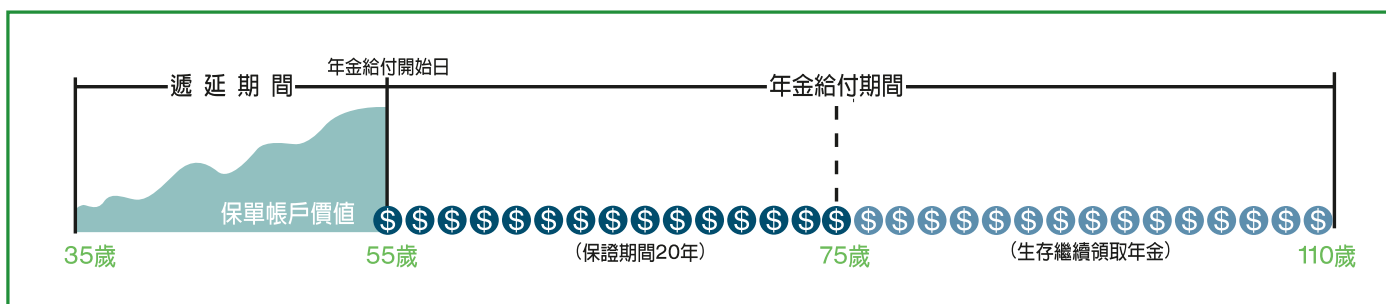 年金給付開始日
遞延期間
年金給付期間
保單帳戶價值
$ $ $ $ $ $ $ $ $ $ $ $ $ $ $ $ $ $ $ $ $ $ $ $ $ $ $ $ $ $
(保證期間20年)
(生存繼續領取年金)
35歲
55歲
75歲
110歲